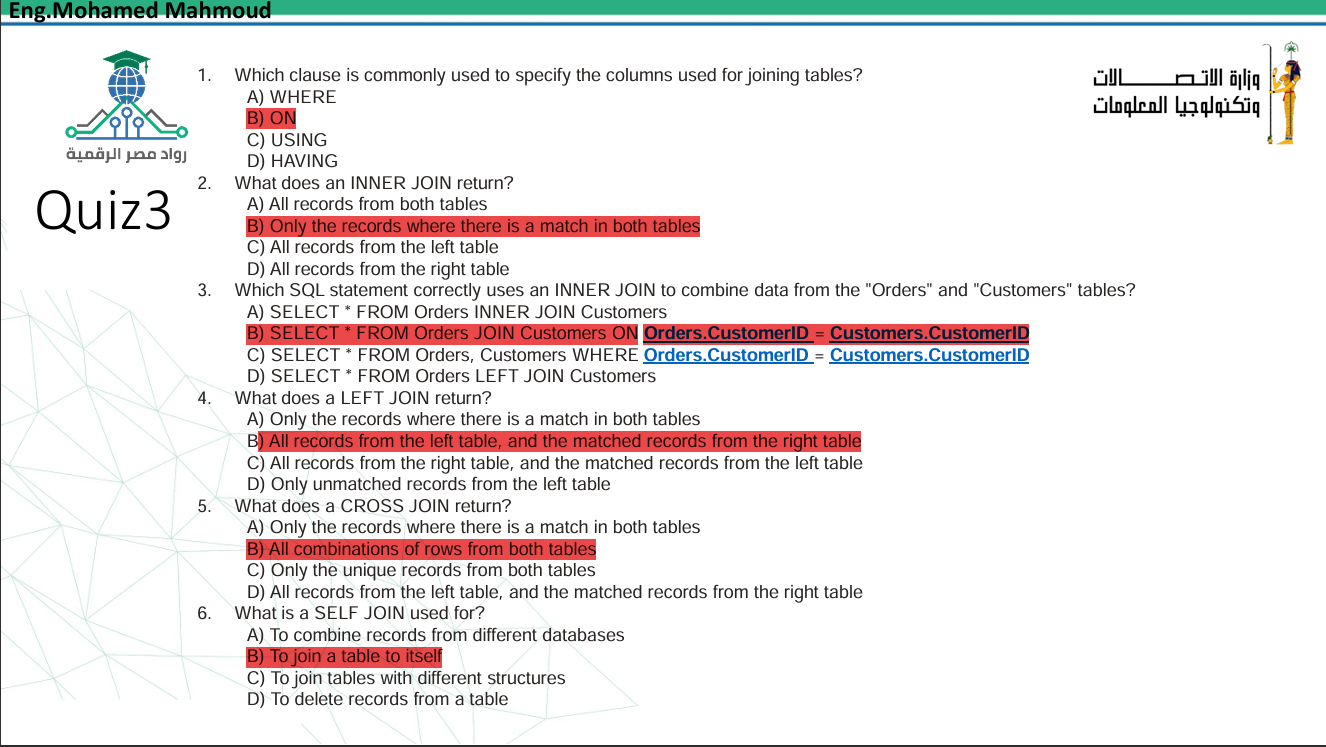 Eng.Mohamed Mahmoud
رواد مصر الرقمية
وزارة الاتـصـــــــالات
وتكنولوجيا المعلومات
Quiz3
1. Which clause is commonly used to specify the columns used for joining tables?
A) WHERE
B) ON
C) USING
D) HAVING
2. What does an INNER JOIN return?
A) All records from both tables
B) Only the records where there is a match in both tables
C) All records from the left table
D) All records from the right table
3. Which SQL statement correctly uses an INNER JOIN to combine data from the "Orders" and "Customers" tables?
A) SELECT * FROM Orders INNER JOIN Customers
B) SELECT * FROM Orders JOIN Customers ON Orders.CustomerID = Customers.CustomerID
C) SELECT * FROM Orders, Customers WHERE Orders.CustomerID = Customers.CustomerID
D) SELECT * FROM Orders LEFT JOIN Customers
4. What does a LEFT JOIN return?
A) Only the records where there is a match in both tables
B) All records from the left table, and the matched records from the right table
C) All records from the right table, and the matched records from the left table
D) Only unmatched records from the left table
5. What does a CROSS JOIN return?
A) Only the records where there is a match in both tables
B) All combinations of rows from both tables
C) Only the unique records from both tables
D) All records from the left table, and the matched records from the right table
6. What is a SELF JOIN used for?
A) To combine records from different databases
B) To join a table to itself
C) To join tables with different structures
D) To delete records from a table